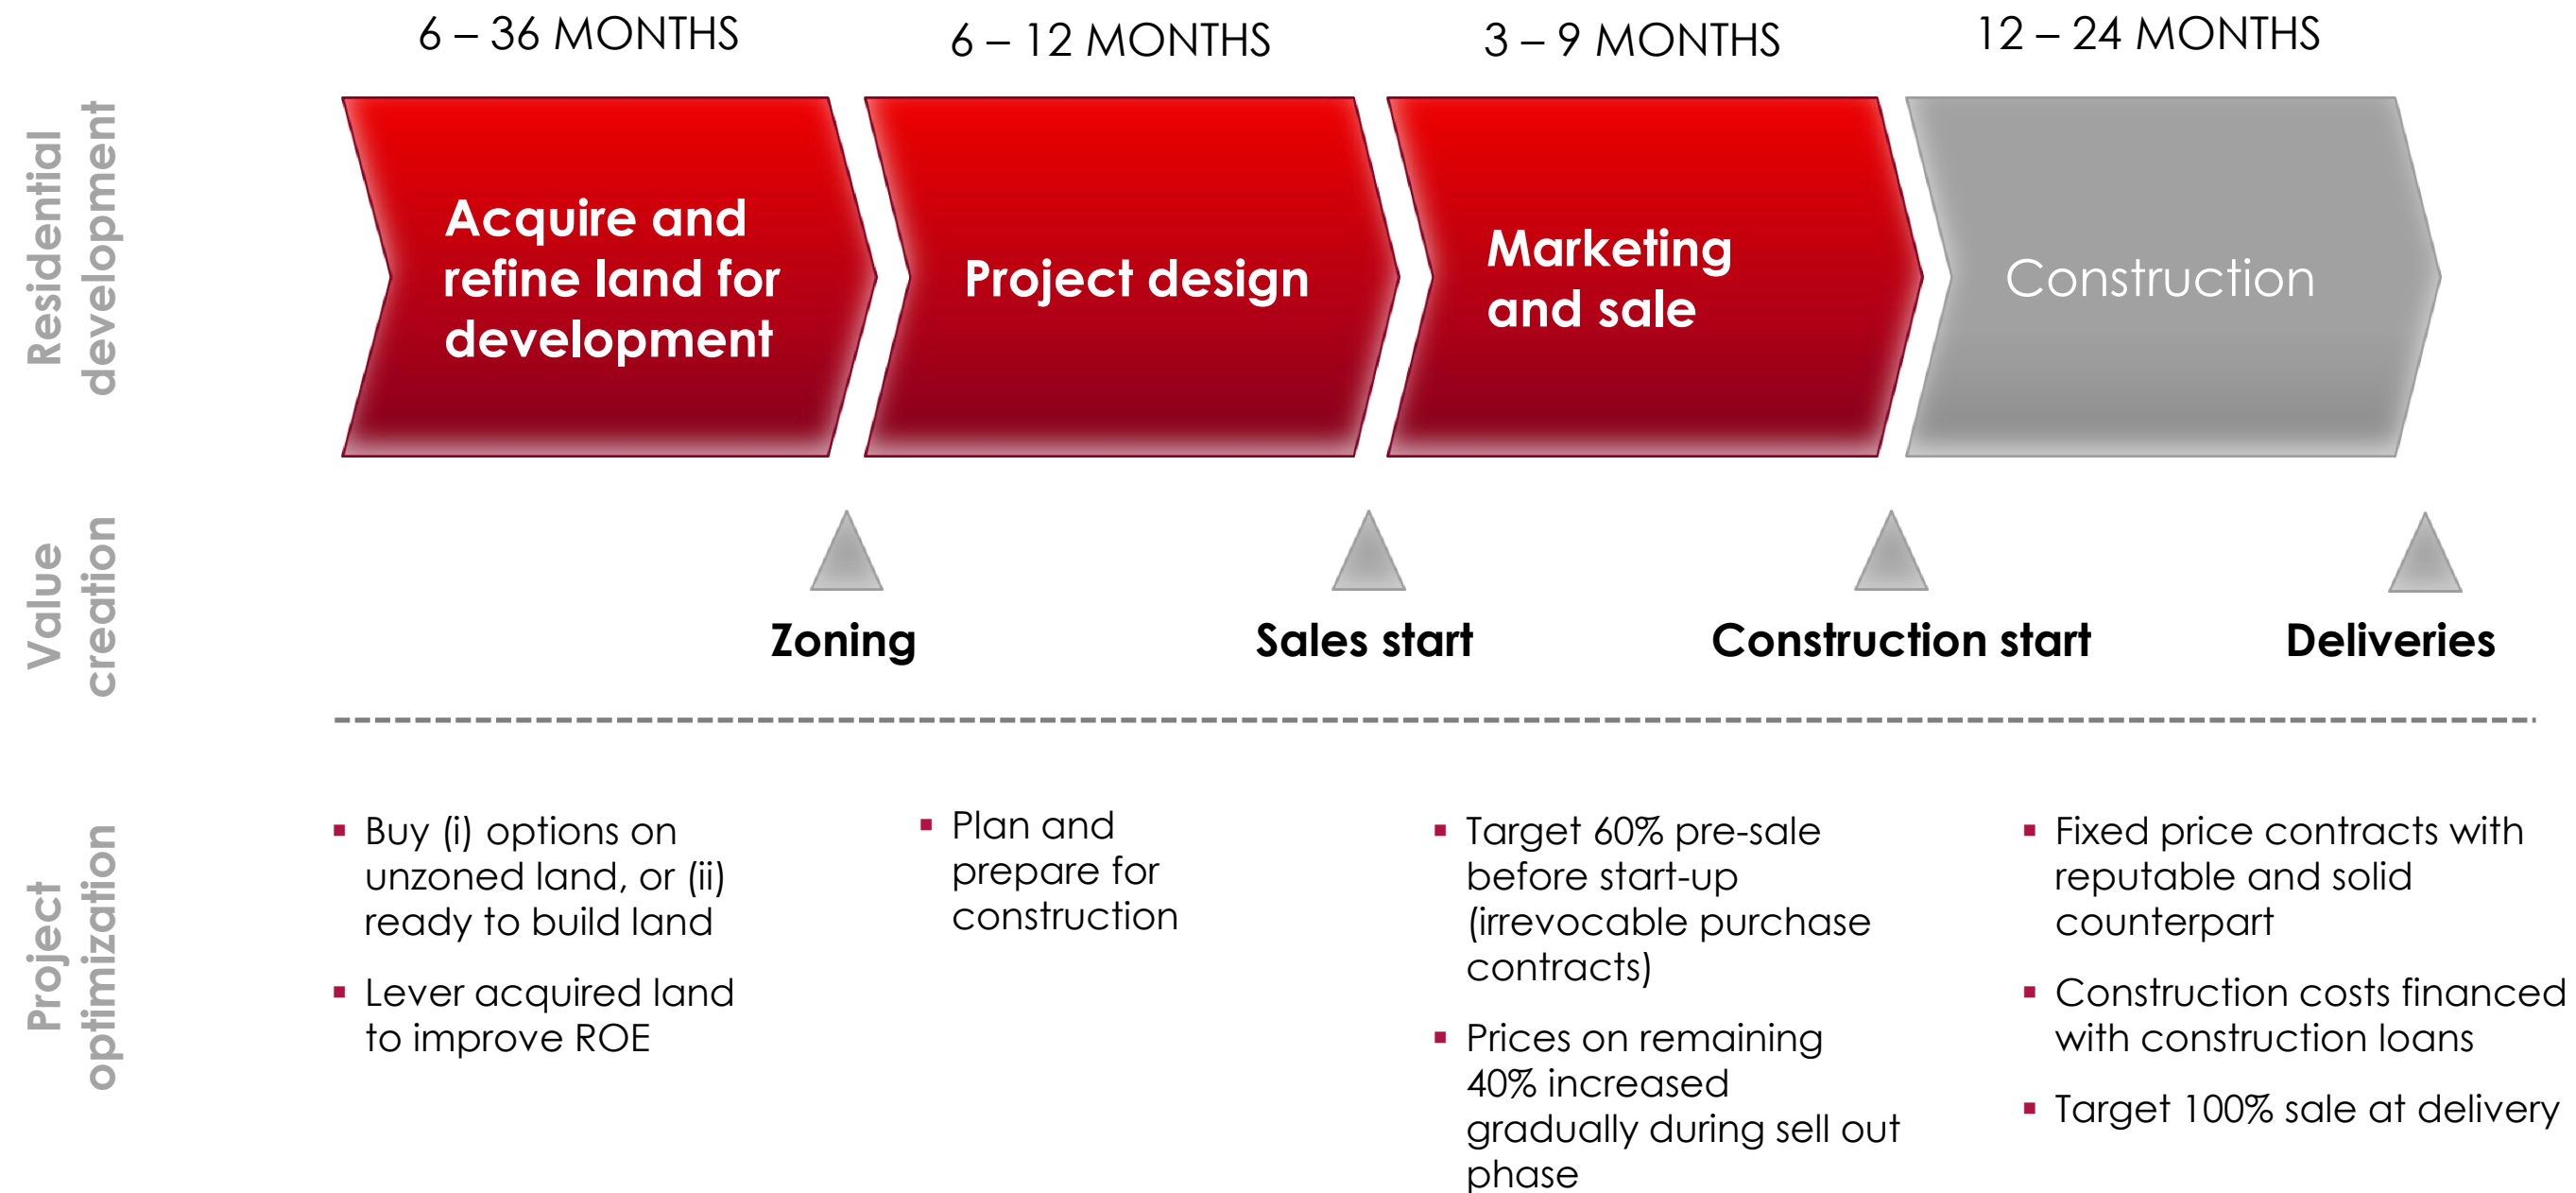 6 – 36 MONTHS
6 – 12 MONTHS
3 – 9 MONTHS
12 – 24 MONTHS
Residential
development
Acquire and
refine land for
development
Project design
Marketing
and sale
Construction
Value
creation
Zoning
Sales start
Construction start
Deliveries
Project
optimization
▪ Buy (i) options on
unzoned land, or (ii)
ready to build land
▪ Lever acquired land
to improve ROE
▪ Plan and
prepare for
construction
▪ Target 60% pre-sale
before start-up
(irrevocable purchase
contracts)
▪ Prices on remaining
40% increased
gradually during sell out
phase
▪ Fixed price contracts with
reputable and solid
counterpart
▪ Construction costs financed
with construction loans
▪ Target 100% sale at delivery